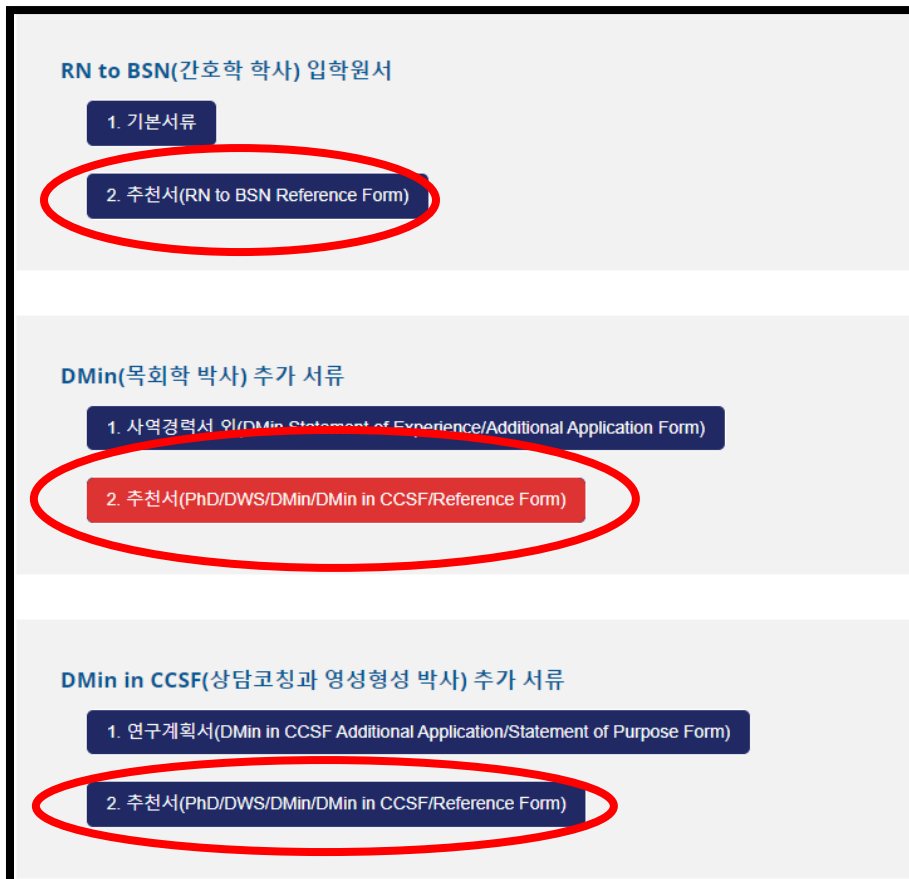 RN to BSN(간호학 학사) 입학원서
1. 기본서류
2. 추천서(RN to BSN Reference Form)
DMin(목회학 박사) 추가 서류
1. 사역경력서 외(DMin Statement of Experience/Additional Application Form)
2. 추천서(PhD/DWS/DMin/DMin in CCSF/Reference Form)
DMin in CCSF(상담코칭과 영성형성 박사) 추가 서류
1. 연구계획서(DMin in CCSF Additional Application/Statement of Purpose Form)
2. 추천서(PhD/DWS/DMin/DMin in CCSF/Reference Form)